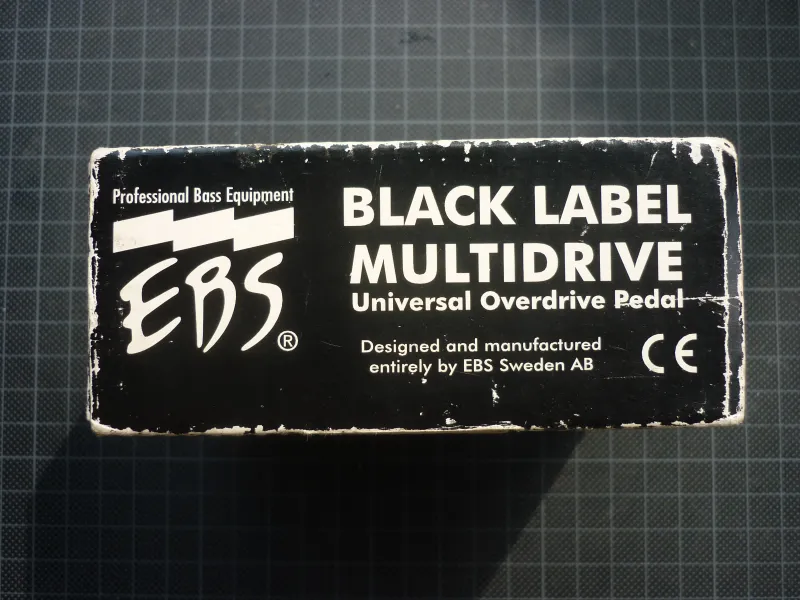 Professional Bass Equipment
EBS®
BLACK LABEL
MULTIDRIVE
Universal Overdrive Pedal
Designed and manufactured
entirely by EBS Sweden AB
CE